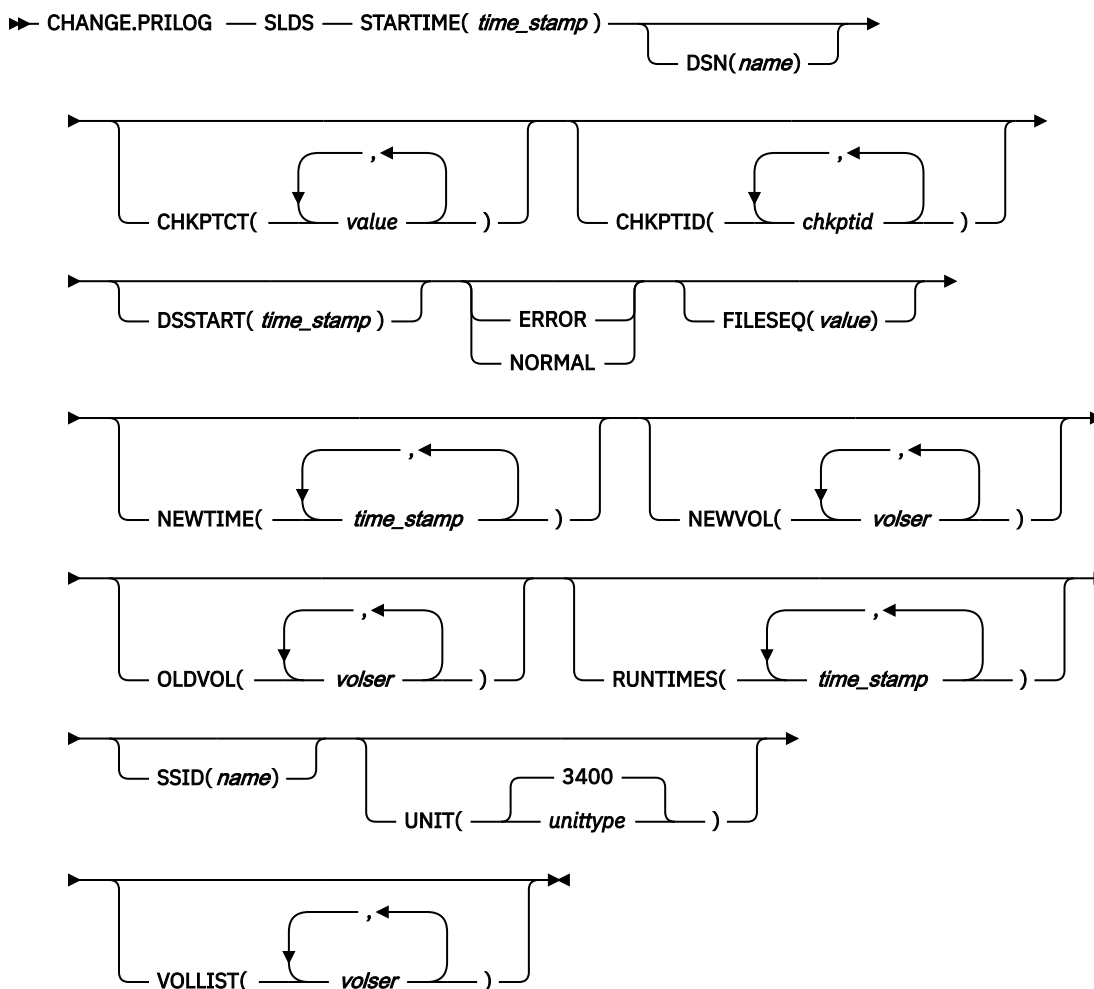 CHANGE.PRILOG SLDS STARTIME( time_stamp )
DSN(name)
, ,
CHKPTCT( value ) CHKPTID( chkptid )
DSSTART( time_stamp ) ERROR FILESEQ(value)
NORMAL
, ,
NEWTIME( time_stamp ) NEWVOL( volser )
, ,
OLDVOL( volser ) RUNTIMES( time_stamp )
SSID(name) 3400
UNIT( unittype )
,
VOLLIST( volser )